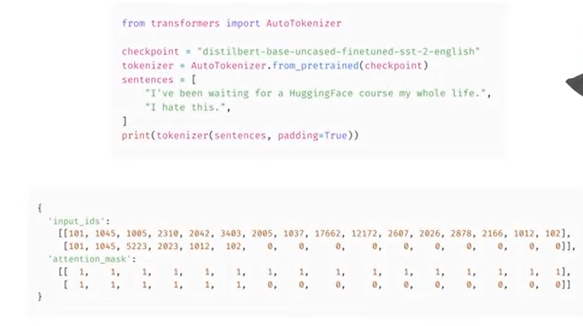 from transformers import AutoTokenizer
checkpoint = "distilbert-base-uncased-finetuned-sst-2-english"
tokenizer = AutoTokenizer.from_pretrained(checkpoint)
sentences = [
"I've been waiting for a HuggingFace course my whole life.",
"I hate this.",
]
print(tokenizer(sentences, padding=True))
{
'input_ids':
[[101, 1045, 1005, 2310, 2042, 3403, 2005, 1037, 17662, 12172, 2607, 2026, 2878, 2166, 1012, 102],
[101, 1045, 5223, 2023, 1012, 102, 0, 0, 0, 0, 0, 0, 0, 0, 0, 0]],
'attention_mask':
[[ 1, 1, 1, 1, 1, 1, 1, 1, 1, 1, 1, 1, 1, 1, 1, 1],
[ 1, 1, 1, 1, 1, 1, 0, 0, 0, 0, 0, 0, 0, 0, 0, 0]]
}